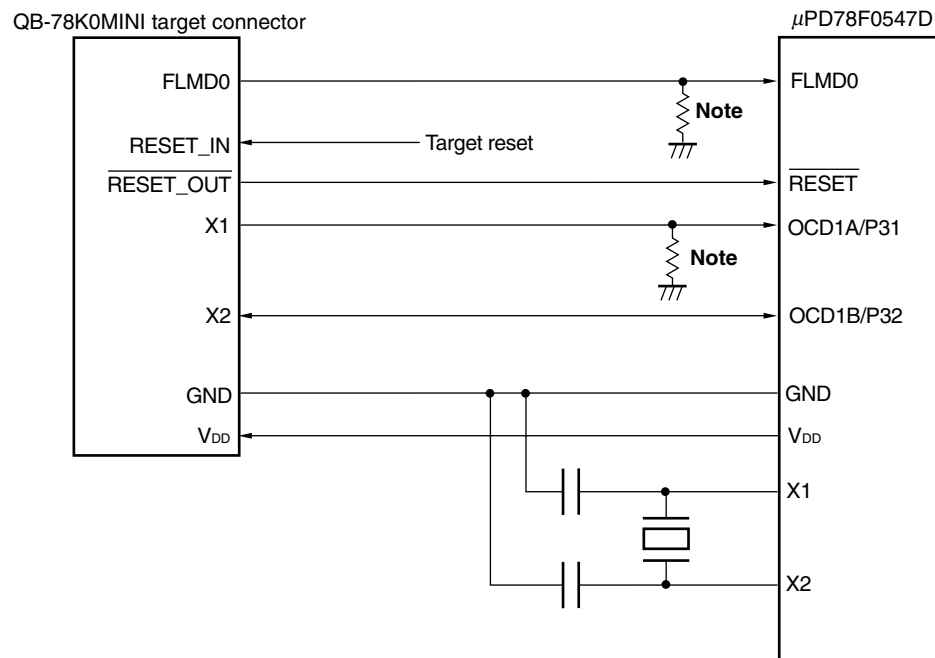 QB-78K0MINI target connector
μPD78F0547D
FLMD0
Note
FLMD0
RESET_IN
Target reset
RESET_OUT
RESET
X1
Note
OCD1A/P31
X2
OCD1B/P32
GND
GND
VDD
VDD
X1
X2